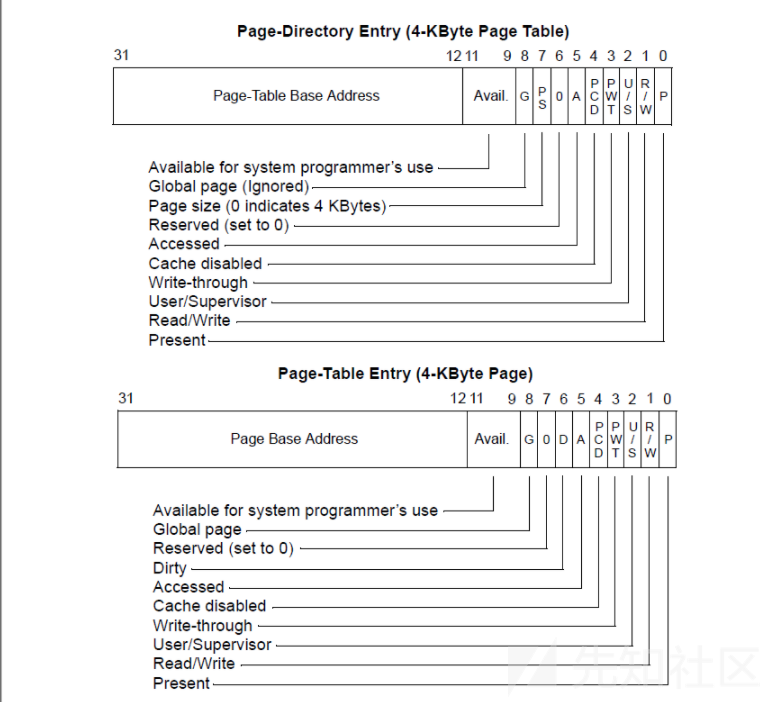 Page-Directory Entry (4-KByte Page Table)
31 12 11 9 8 7 6 5 4 3 2 1 0
Page-Table Base Address Avail. G PS 0 A PCD PWT U/S R/W P
Available for system programmer's use
Global page (Ignored)
Page size (0 indicates 4 KBytes)
Reserved (set to 0)
Accessed
Cache disabled
Write-through
User/Supervisor
Read/Write
Present
Page-Table Entry (4-KByte Page)
31 12 11 9 8 7 6 5 4 3 2 1 0
Page Base Address Avail. G 0 D A PCD PWT U/S R/W P
Available for system programmer's use
Global page
Reserved (set to 0)
Dirty
Accessed
Cache disabled
Write-through
User/Supervisor
Read/Write
Present
先知社区